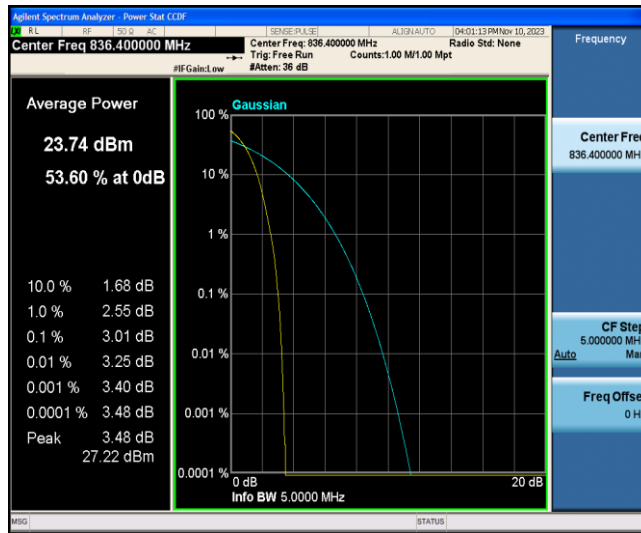 Agilent Spectrum Analyzer - Power Stat CCDF
RL RF 50 Ω AC SENSE:PULSE ALIGN AUTO 04:01:13 PM Nov 10, 2023
Center Freq 836.400000 MHz
Center Freq: 836.400000 MHz Radio Std: None
Trig: Free Run Counts:1.00 M/1.00 Mpt
#IFGain:Low #Atten: 36 dB
Frequency
Average Power
23.74 dBm
53.60 % at 0dB
10.0 % 1.68 dB
1.0 % 2.55 dB
0.1 % 3.01 dB
0.01 % 3.25 dB
0.001 % 3.40 dB
0.0001 % 3.48 dB
Peak 3.48 dB
27.22 dBm
Gaussian
100 %
10 %
1 %
0.1 %
0.01 %
0.001 %
0.0001 %
0 dB 20 dB
Info BW 5.0000 MHz
Center Fre
836.400000 MH
CF Step
5.000000 MH
Auto Ma
Freq Offse
0 H
MSG STATUS